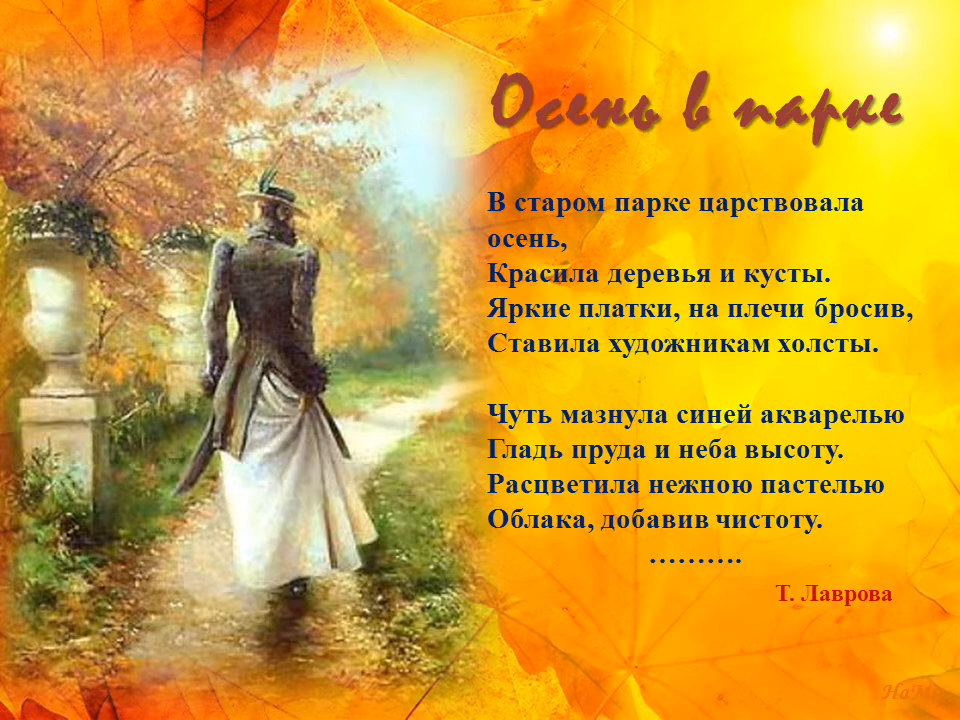 Осень в парке
В старом парке царствовала
осень,
Красила деревья и кусты.
Яркие платки, на плечи бросив,
Ставила художникам холсты.
Чуть мазнула синей акварелью
Гладь пруда и неба высоту.
Расцветила нежною пастелью
Облака, добавив чистоту.
……….
Т. Лаврова